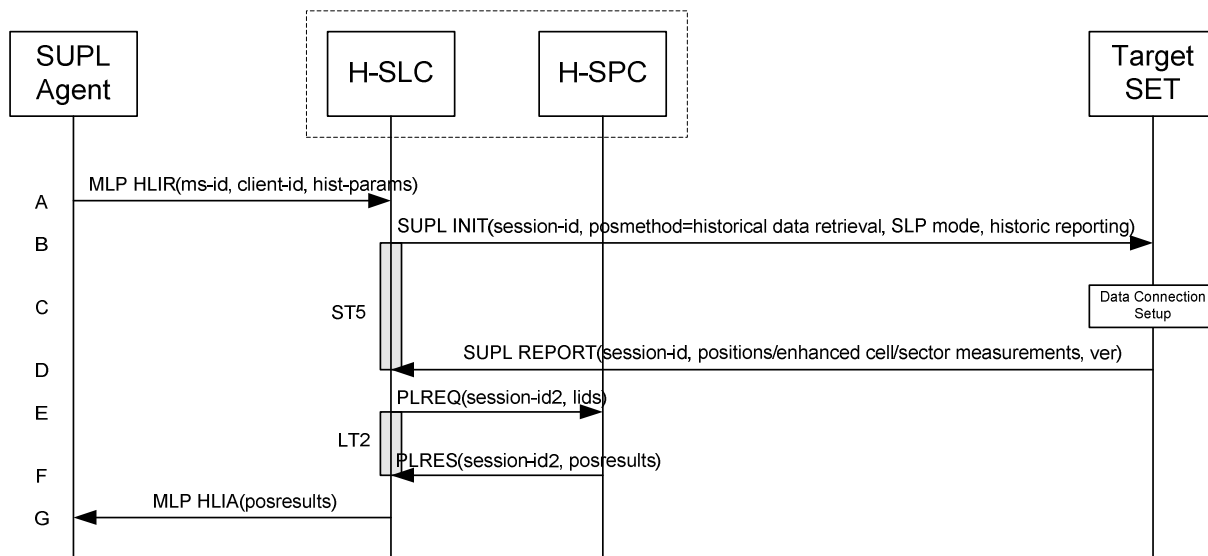 SUPL
Agent
H-SLC
H-SPC
Target
SET
A
MLP HLIR(ms-id, client-id, hist-params)
B
SUPL INIT(session-id, posmethod=historical data retrieval, SLP mode, historic reporting)
C
ST5
Data Connection
Setup
D
SUPL REPORT(session-id, positions/enhanced cell/sector measurements, ver)
E
PLREQ(session-id2, lids)
LT2
F
PLRES(session-id2, posresults)
G
MLP HLIA(posresults)